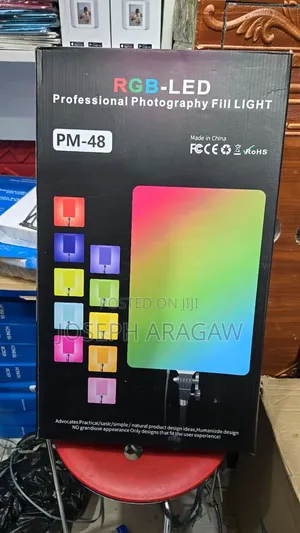 RGB-LED
Professional Photography Fill LIGHT
PM-48
Made in China
FC CE RoHS
POSTED ON JIJI
JOSEPH ARAGAW
Advocates Practical/sasic/simple / natural product design ideas,Humanizde design
NO grandiose appearance Only designs that fit the user experience!